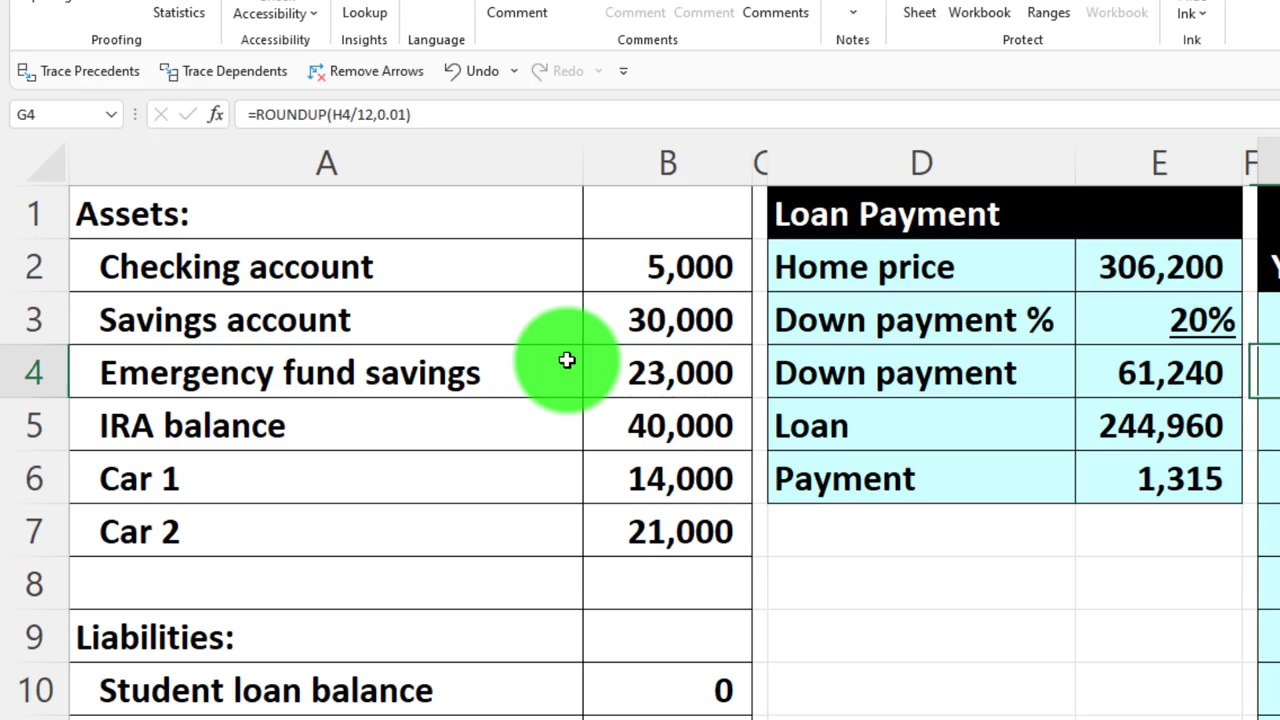 Statistics Accessibility Lookup Comment Comment Comment Comments Sheet Workbook Ranges Workbook Ink
Proofing Accessibility Insights Language Comments Notes Protect Ink
Trace Precedents Trace Dependents Remove Arrows Undo Redo
G4 fx =ROUNDUP(H4/12,0.01)
A B C D E F
1 Assets: Loan Payment
2 Checking account 5,000 Home price 306,200
3 Savings account 30,000 Down payment % 20%
4 Emergency fund savings 23,000 Down payment 61,240
5 IRA balance 40,000 Loan 244,960
6 Car 1 14,000 Payment 1,315
7 Car 2 21,000
8
9 Liabilities:
10 Student loan balance 0